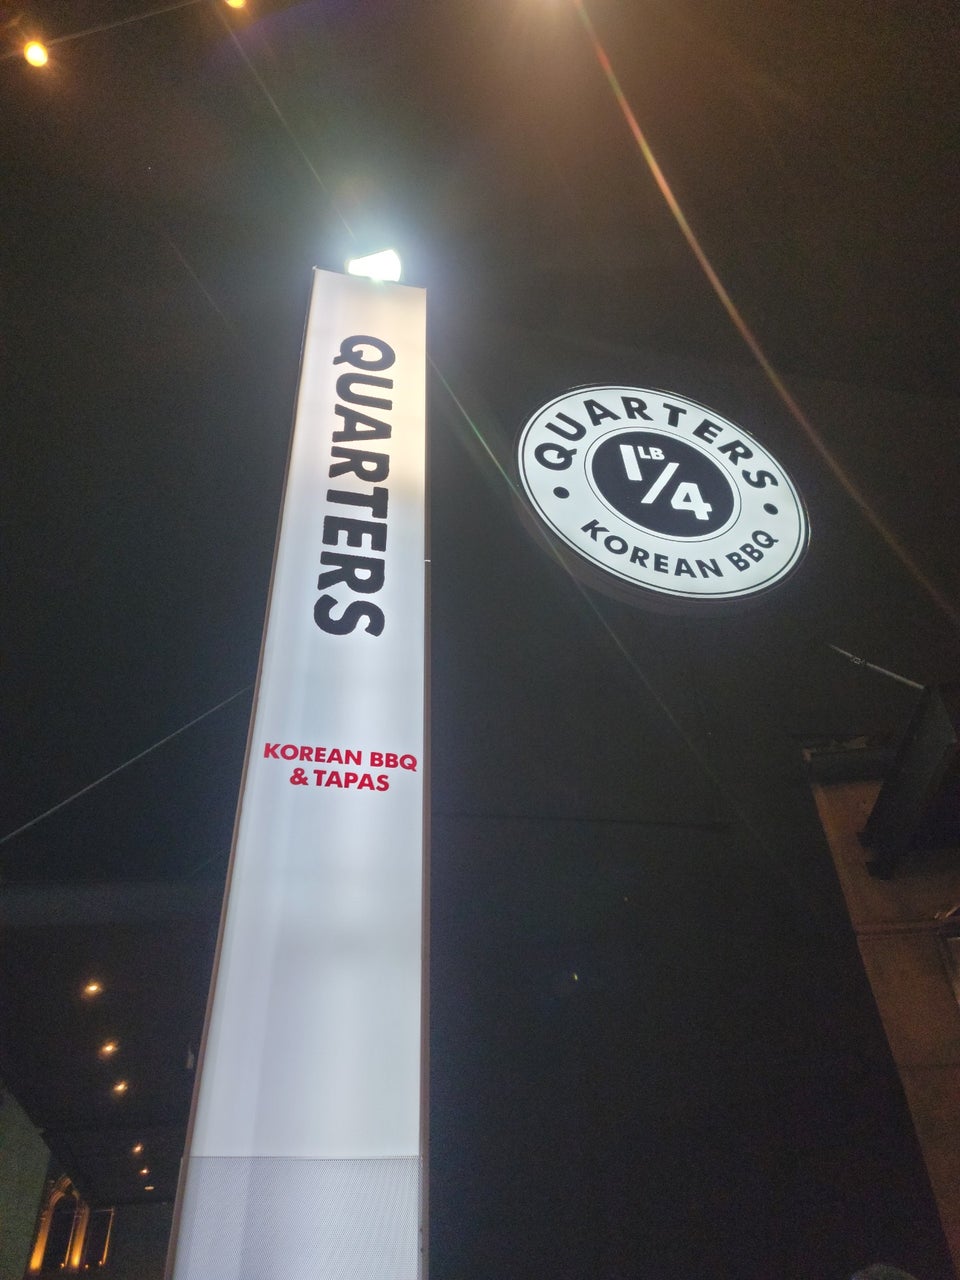 QUARTERS
KOREAN BBQ
& TAPAS
QUARTERS
1LB/4
KOREAN BBQ